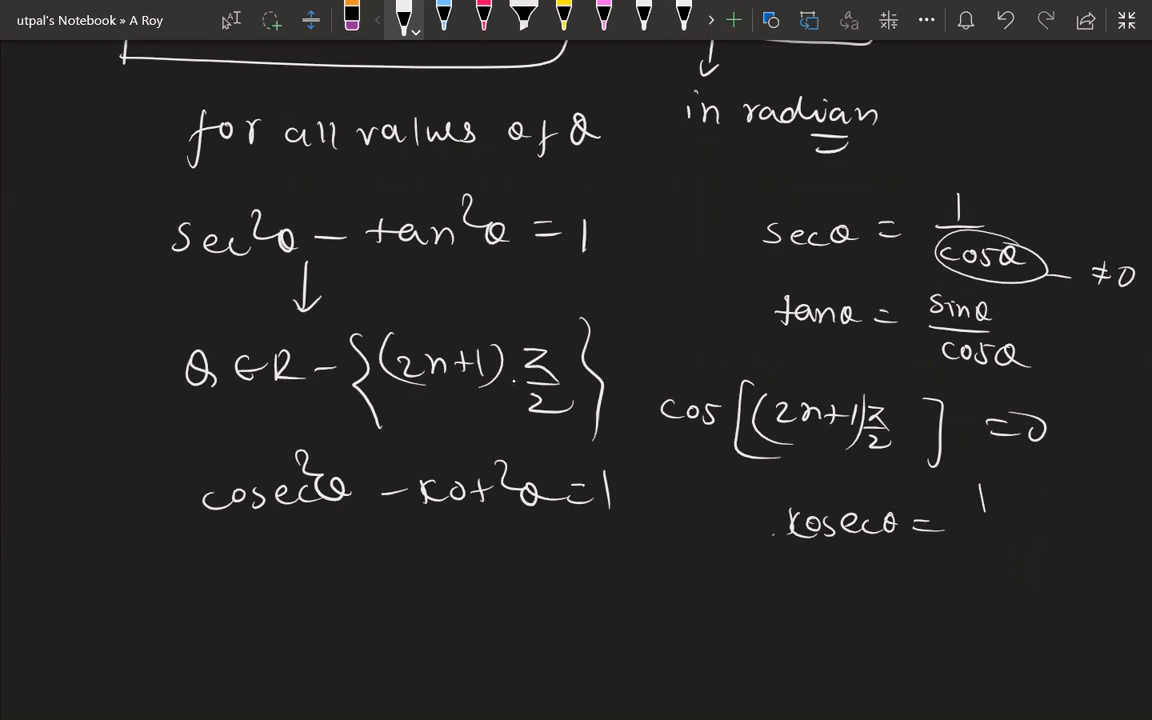 utpal's Notebook » A Roy
for all values of θ
in radian
sec²θ - tan²θ = 1
secθ = 1/cosθ ≠0
tanθ = sinθ/cosθ
θ ∈ R - {(2n+1).π/2}
cos[(2n+1)π/2] =0
cosec²θ - cot²θ = 1
cosecθ = 1